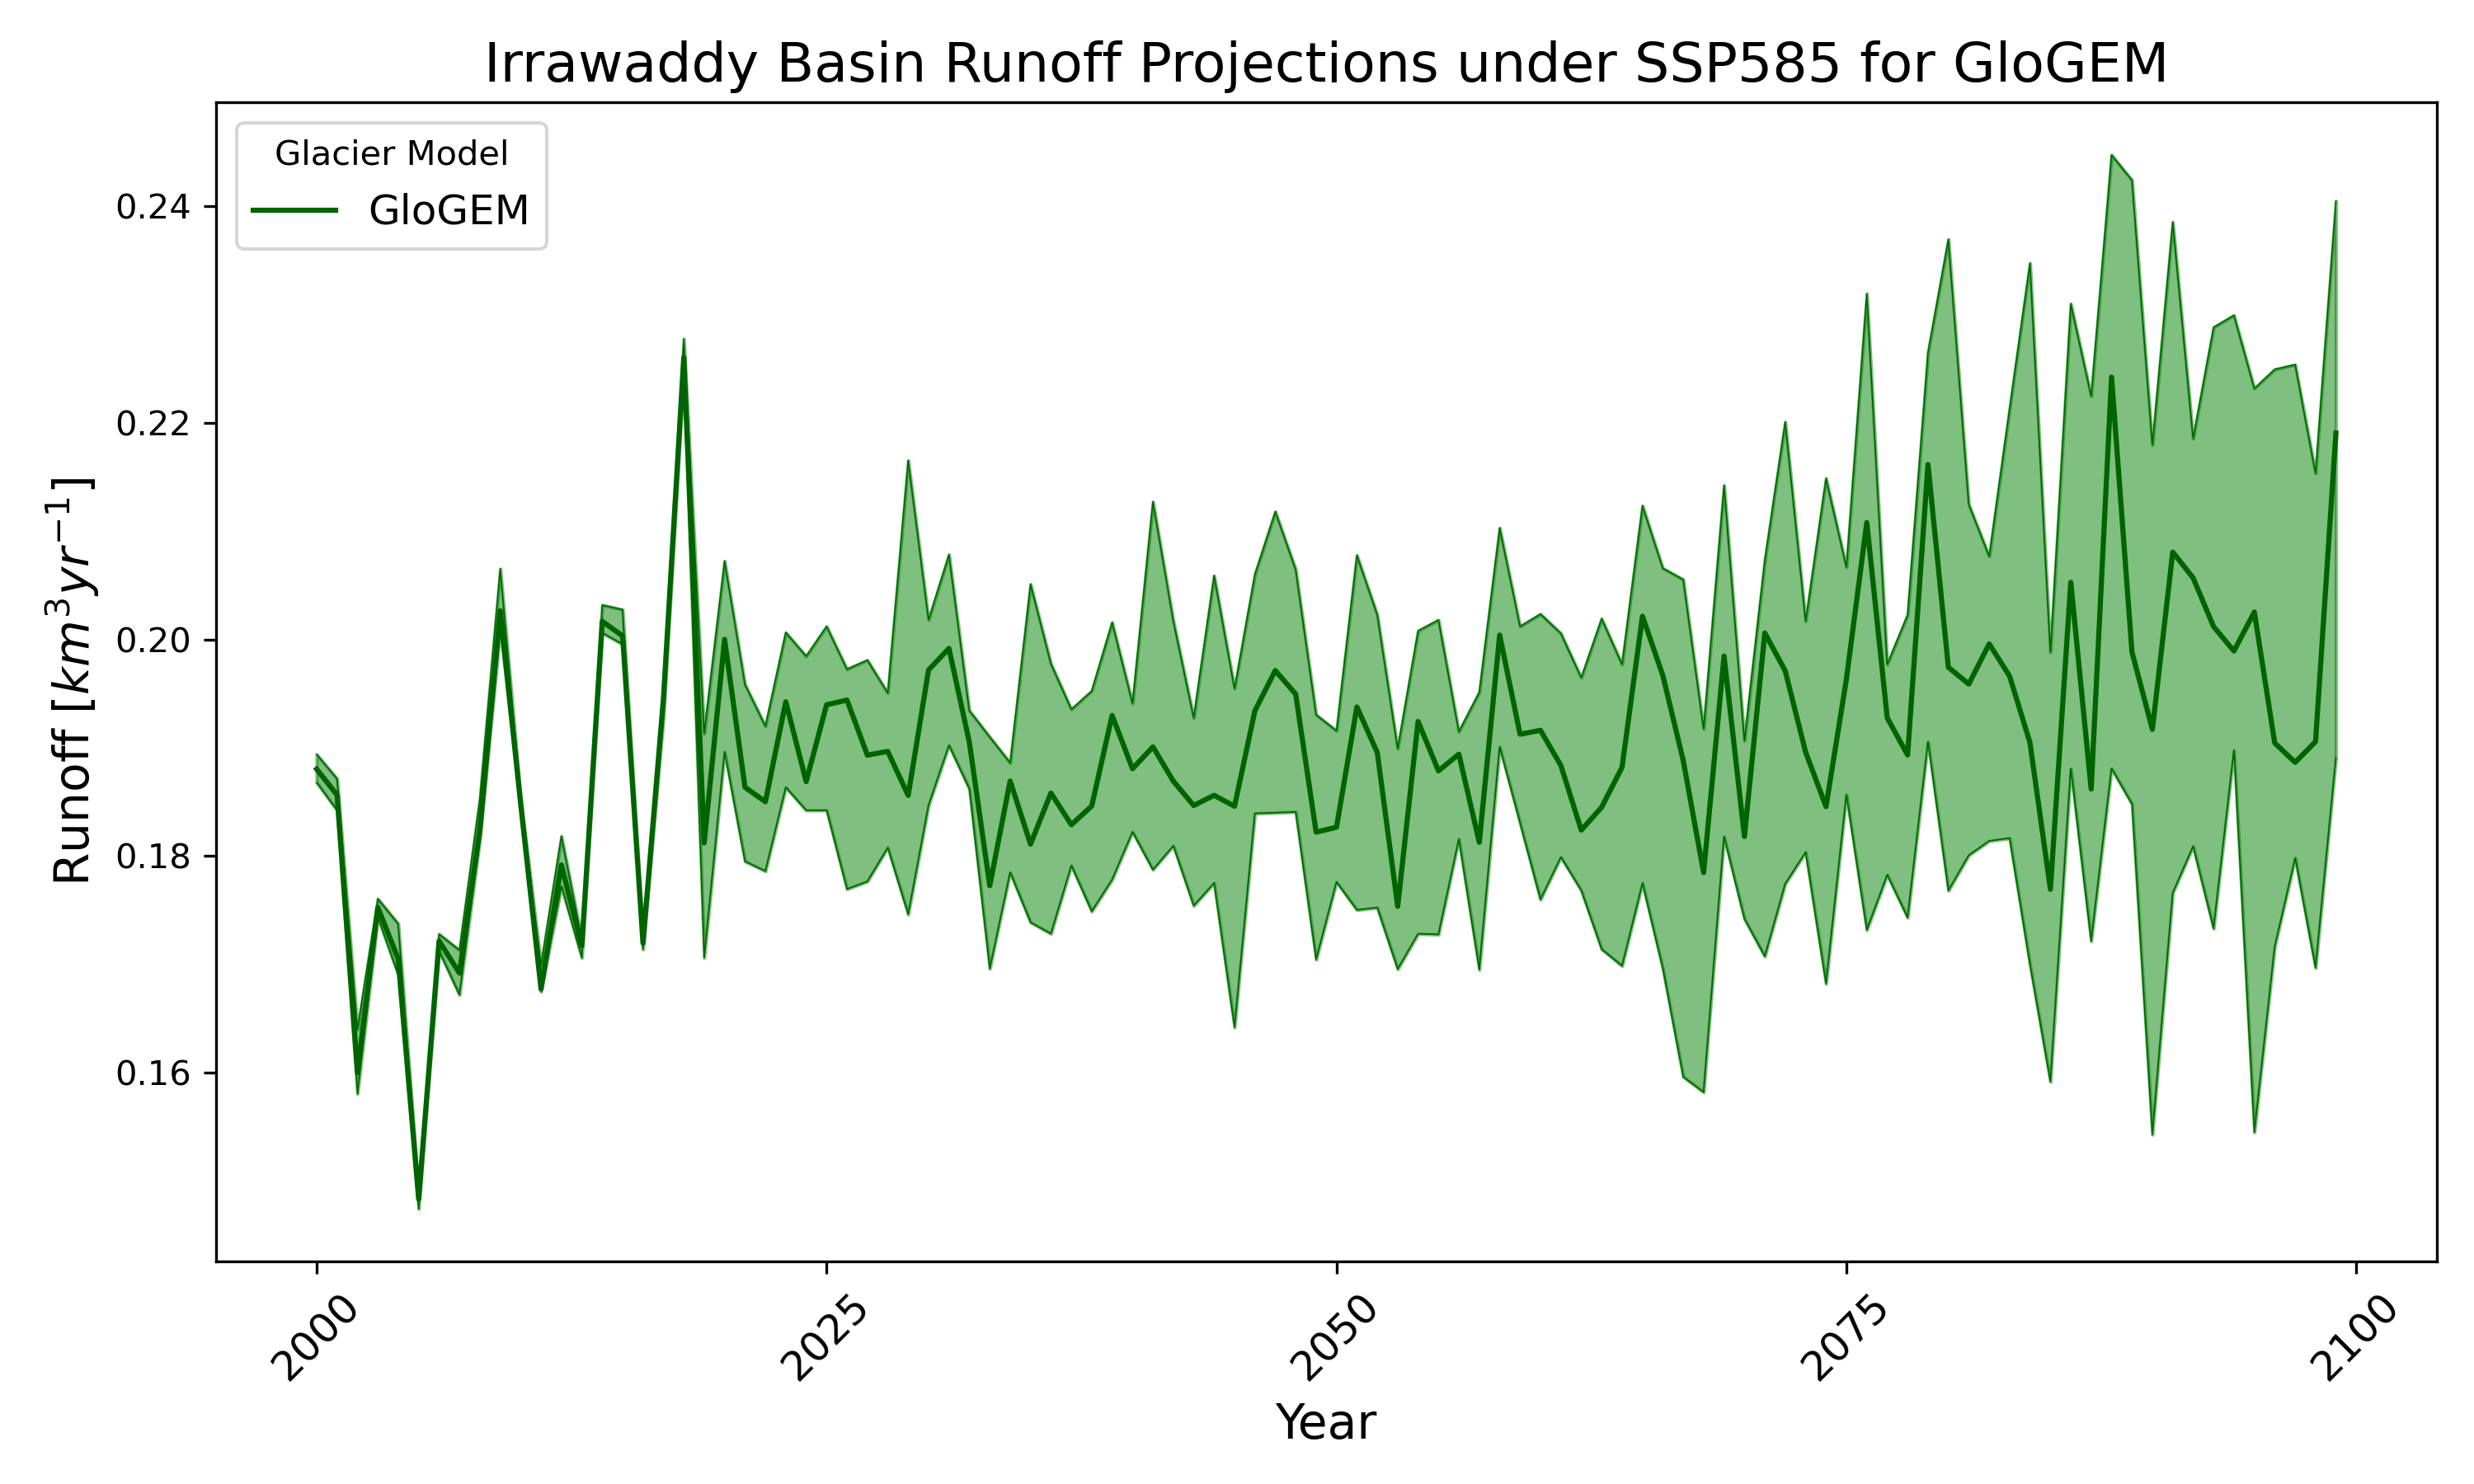 Irrawaddy Basin Runoff Projections under SSP585 for GloGEM
Glacier Model
GloGEM
Runoff [km³yr⁻¹]
0.24
0.22
0.20
0.18
0.16
2000
2025
2050
2075
2100
Year